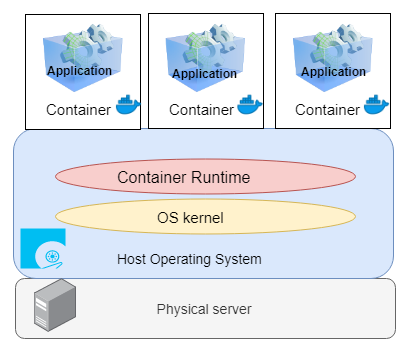 Application
Application
Application
Container
Container
Container
Container Runtime
OS kernel
Host Operating System
Physical server